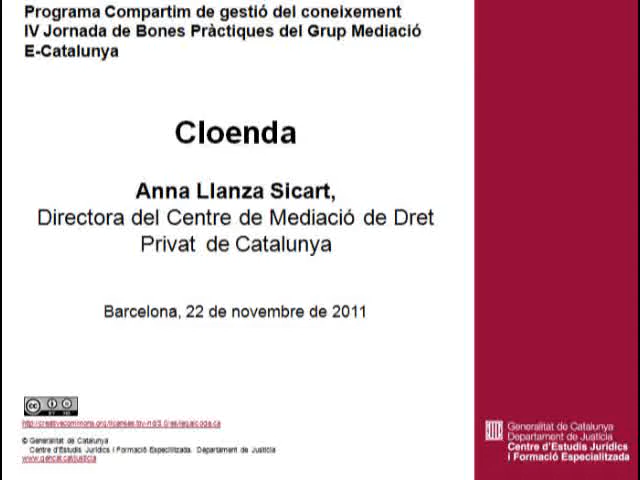 Programa Compartim de gestió del coneixement
IV Jornada de Bones Pràctiques del Grup Mediació
E-Catalunya
Cloenda
Anna Llanza Sicart,
Directora del Centre de Mediació de Dret
Privat de Catalunya
Barcelona, 22 de novembre de 2011
© Generalitat de Catalunya
Centre d'Estudis Jurídics i Formació Especialitzada. Departament de Justícia
www.gencat.cat/justicia
Generalitat de Catalunya
Departament de Justícia
Centre d'Estudis Jurídics
i Formació Especialitzada